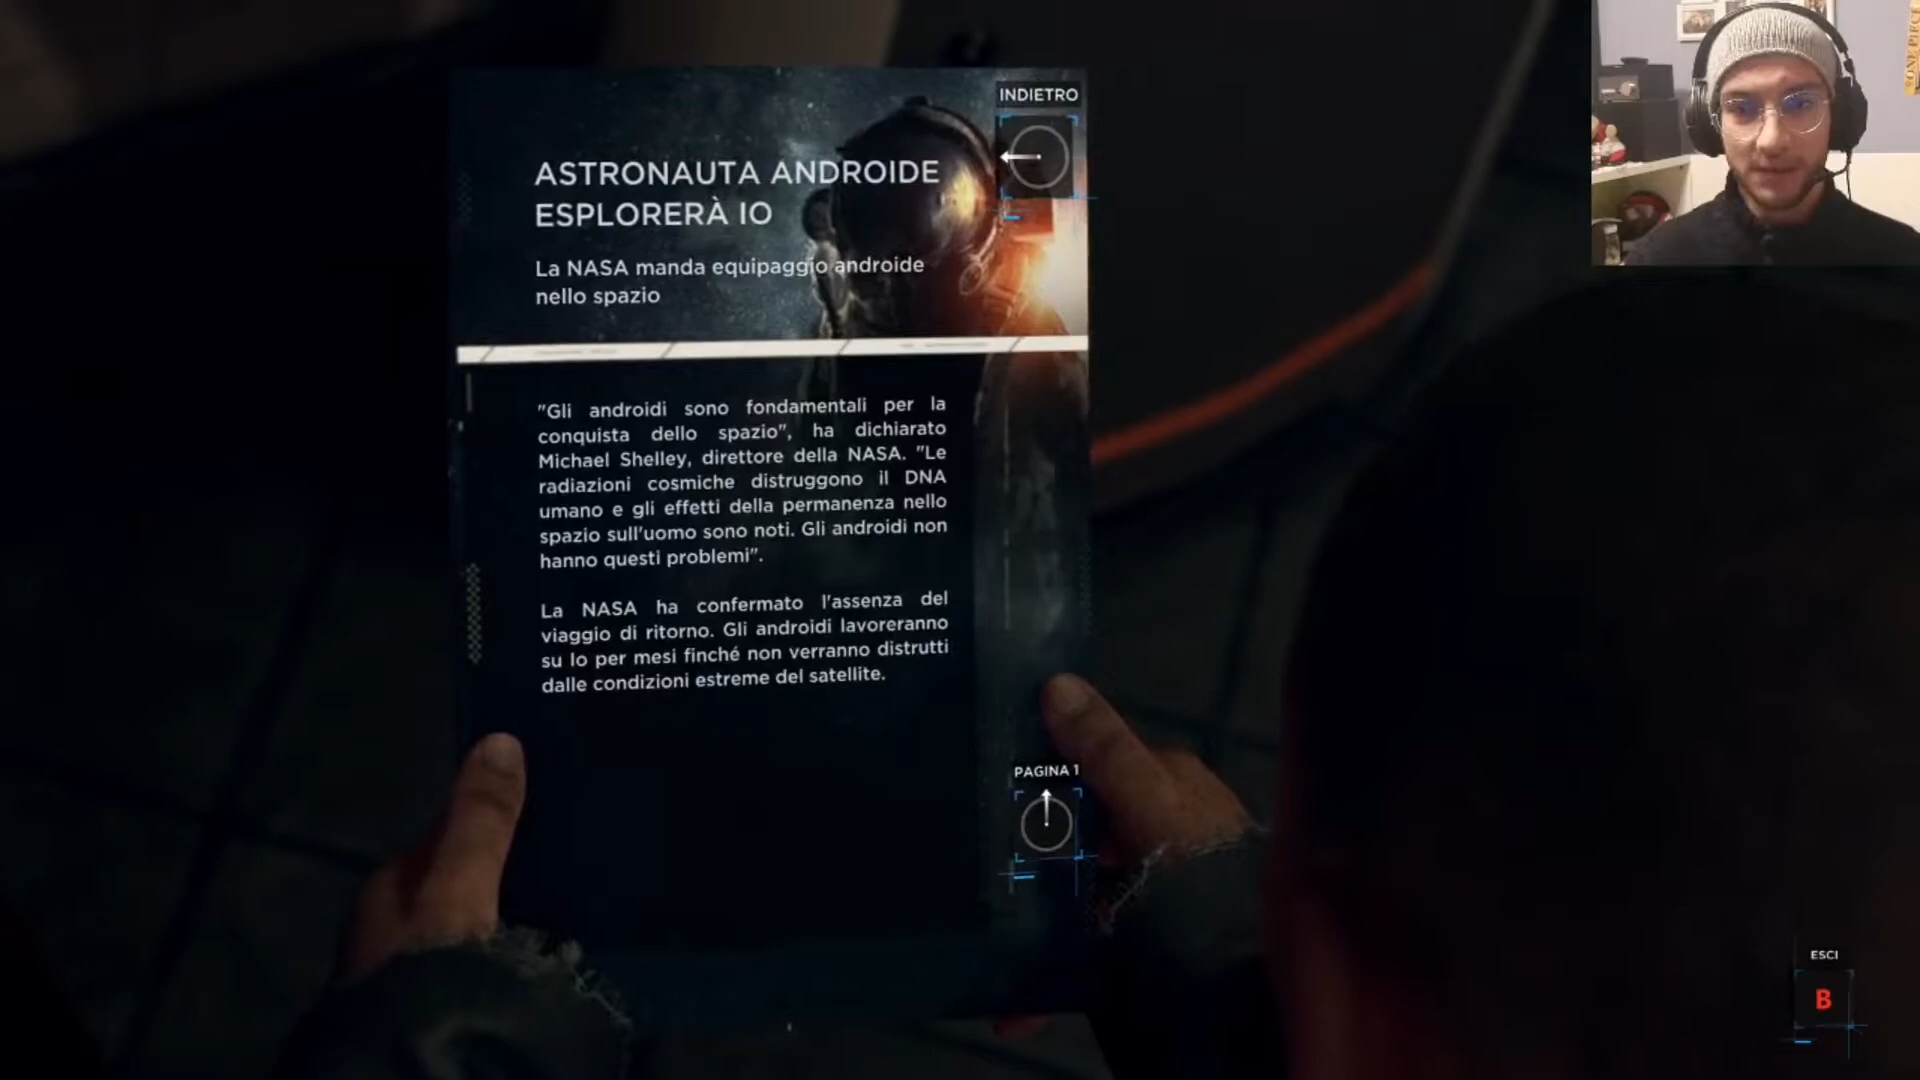 INDIETRO
ASTRONAUTA ANDROIDE
ESPLORERÀ IO
La NASA manda equipaggio androide
nello spazio
"Gli androidi sono fondamentali per la
conquista dello spazio", ha dichiarato
Michael Shelley, direttore della NASA. "Le
radiazioni cosmiche distruggono il DNA
umano e gli effetti della permanenza nello
spazio sull'uomo sono noti. Gli androidi non
hanno questi problemi".
La NASA ha confermato l'assenza del
viaggio di ritorno. Gli androidi lavoreranno
su Io per mesi finché non verranno distrutti
dalle condizioni estreme del satellite.
PAGINA 1
ESCI
B
ONE PIECE